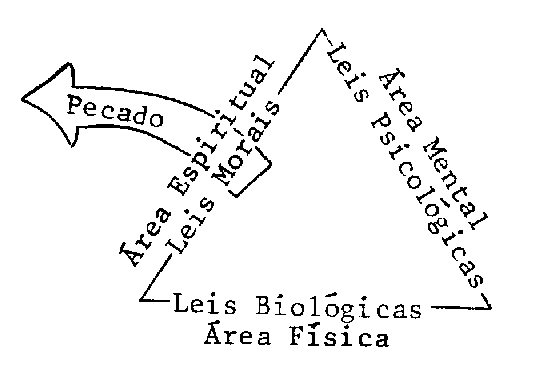 Pecado
Área Espiritual
Leis Morais
Área Mental
Leis Psicológicas
Leis Biológicas
Área Física